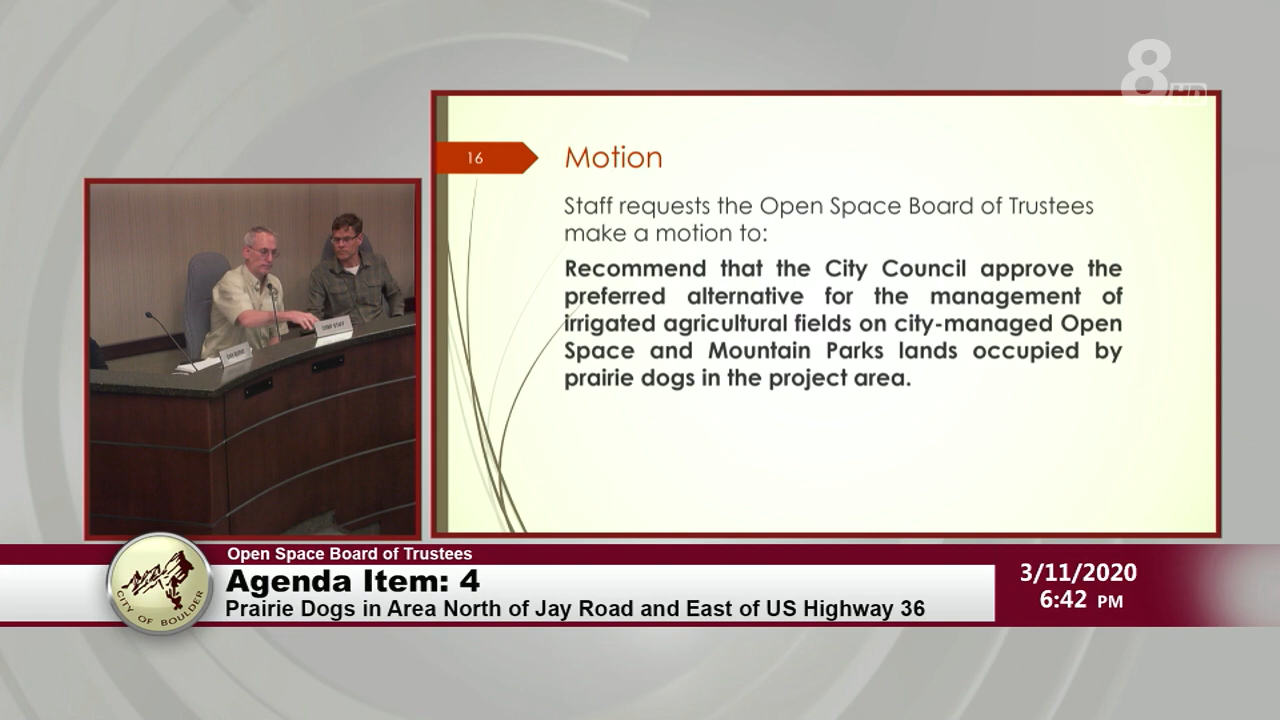 8
HD
16
Motion
Staff requests the Open Space Board of Trustees
make a motion to:
Recommend that the City Council approve the
preferred alternative for the management of
irrigated agricultural fields on city-managed Open
Space and Mountain Parks lands occupied by
prairie dogs in the project area.
Open Space Board of Trustees
Agenda Item: 4
Prairie Dogs in Area North of Jay Road and East of US Highway 36
CITY OF BOULDER
3/11/2020
6:42 PM